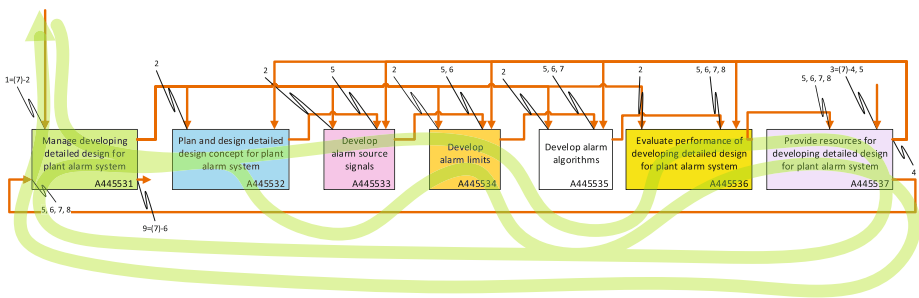 2
5
3=(7)-4, 5
2
5
2
5, 6
2
5, 6, 7
2
5, 6, 7, 8
5, 6, 7, 8
1=(7)-2
Manage developing
detailed design for
plant alarm system
A445531
Plan and design detailed
design concept for plant
alarm system
A445532
Develop
alarm source
signals
A445533
Develop
alarm limits
A445534
Develop alarm
algorithms
A445535
Evaluate performance of
developing detailed design
for plant alarm system
A445536
Provide resources for
developing detailed design
for plant alarm system
A445537
4
5, 6, 7, 8
9=(7)-6